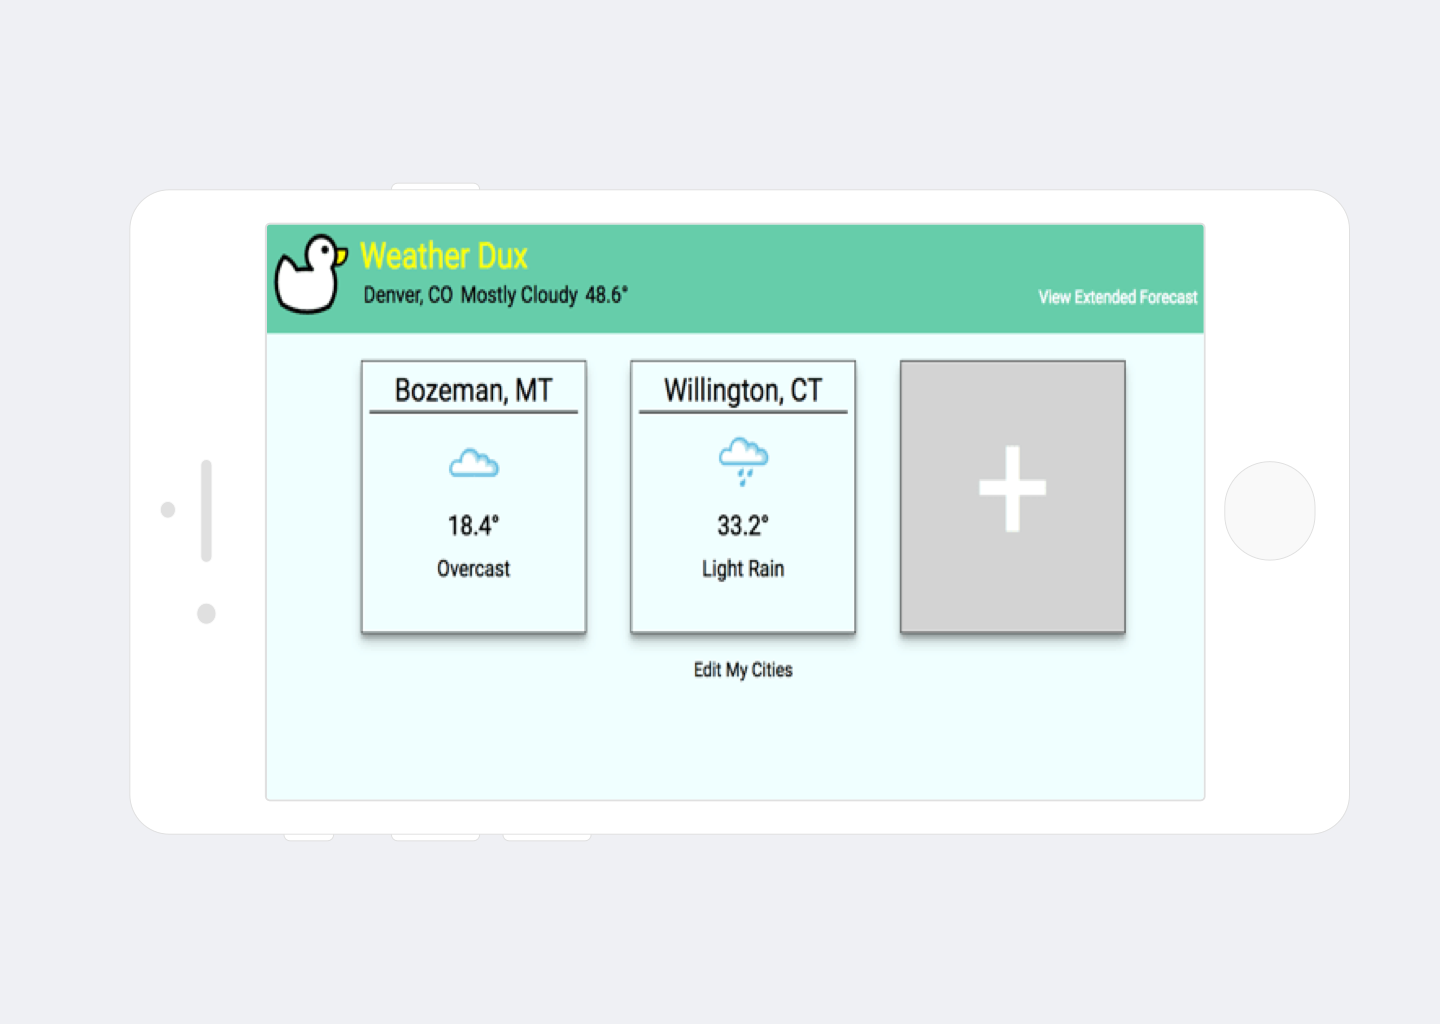 Weather Dux
Denver, CO Mostly Cloudy 48.6°
View Extended Forecast
Bozeman, MT
18.4°
Overcast
Willington, CT
33.2°
Light Rain
Edit My Cities